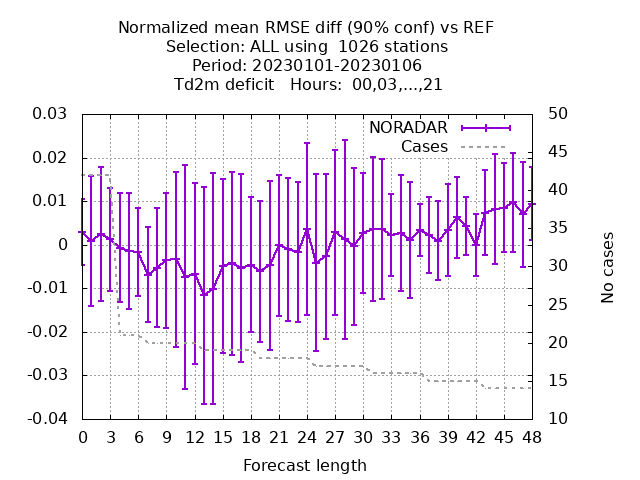 Normalized mean RMSE diff (90% conf) vs REF
Selection: ALL using  1026 stations
Period: 20230101-20230106
Td2m deficit   Hours:  00,03,...,21
NORADAR
Cases
0.03
0.02
0.01
0
-0.01
-0.02
-0.03
-0.04
50
45
40
35
30
25
20
15
10
No cases
0 3 6 9 12 15 18 21 24 27 30 33 36 39 42 45 48
Forecast length